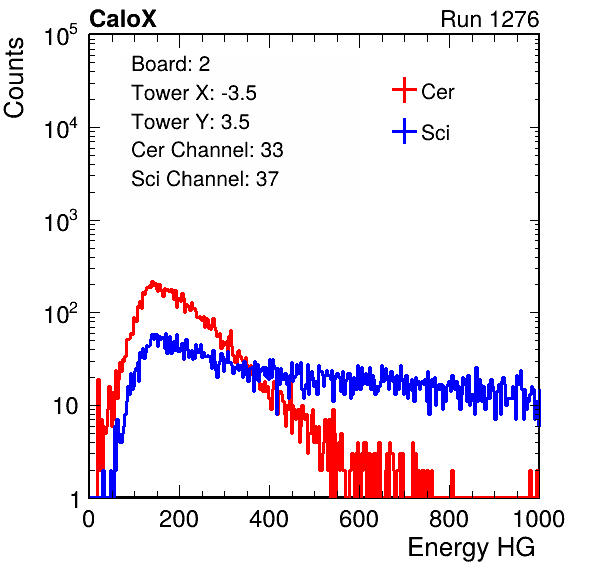 CaloX Run 1276
Counts
10^5
10^4
10^3
10^2
10
1
Board: 2
Tower X: -3.5
Tower Y: 3.5
Cer Channel: 33
Sci Channel: 37
Cer
Sci
0 200 400 600 800 1000
Energy HG